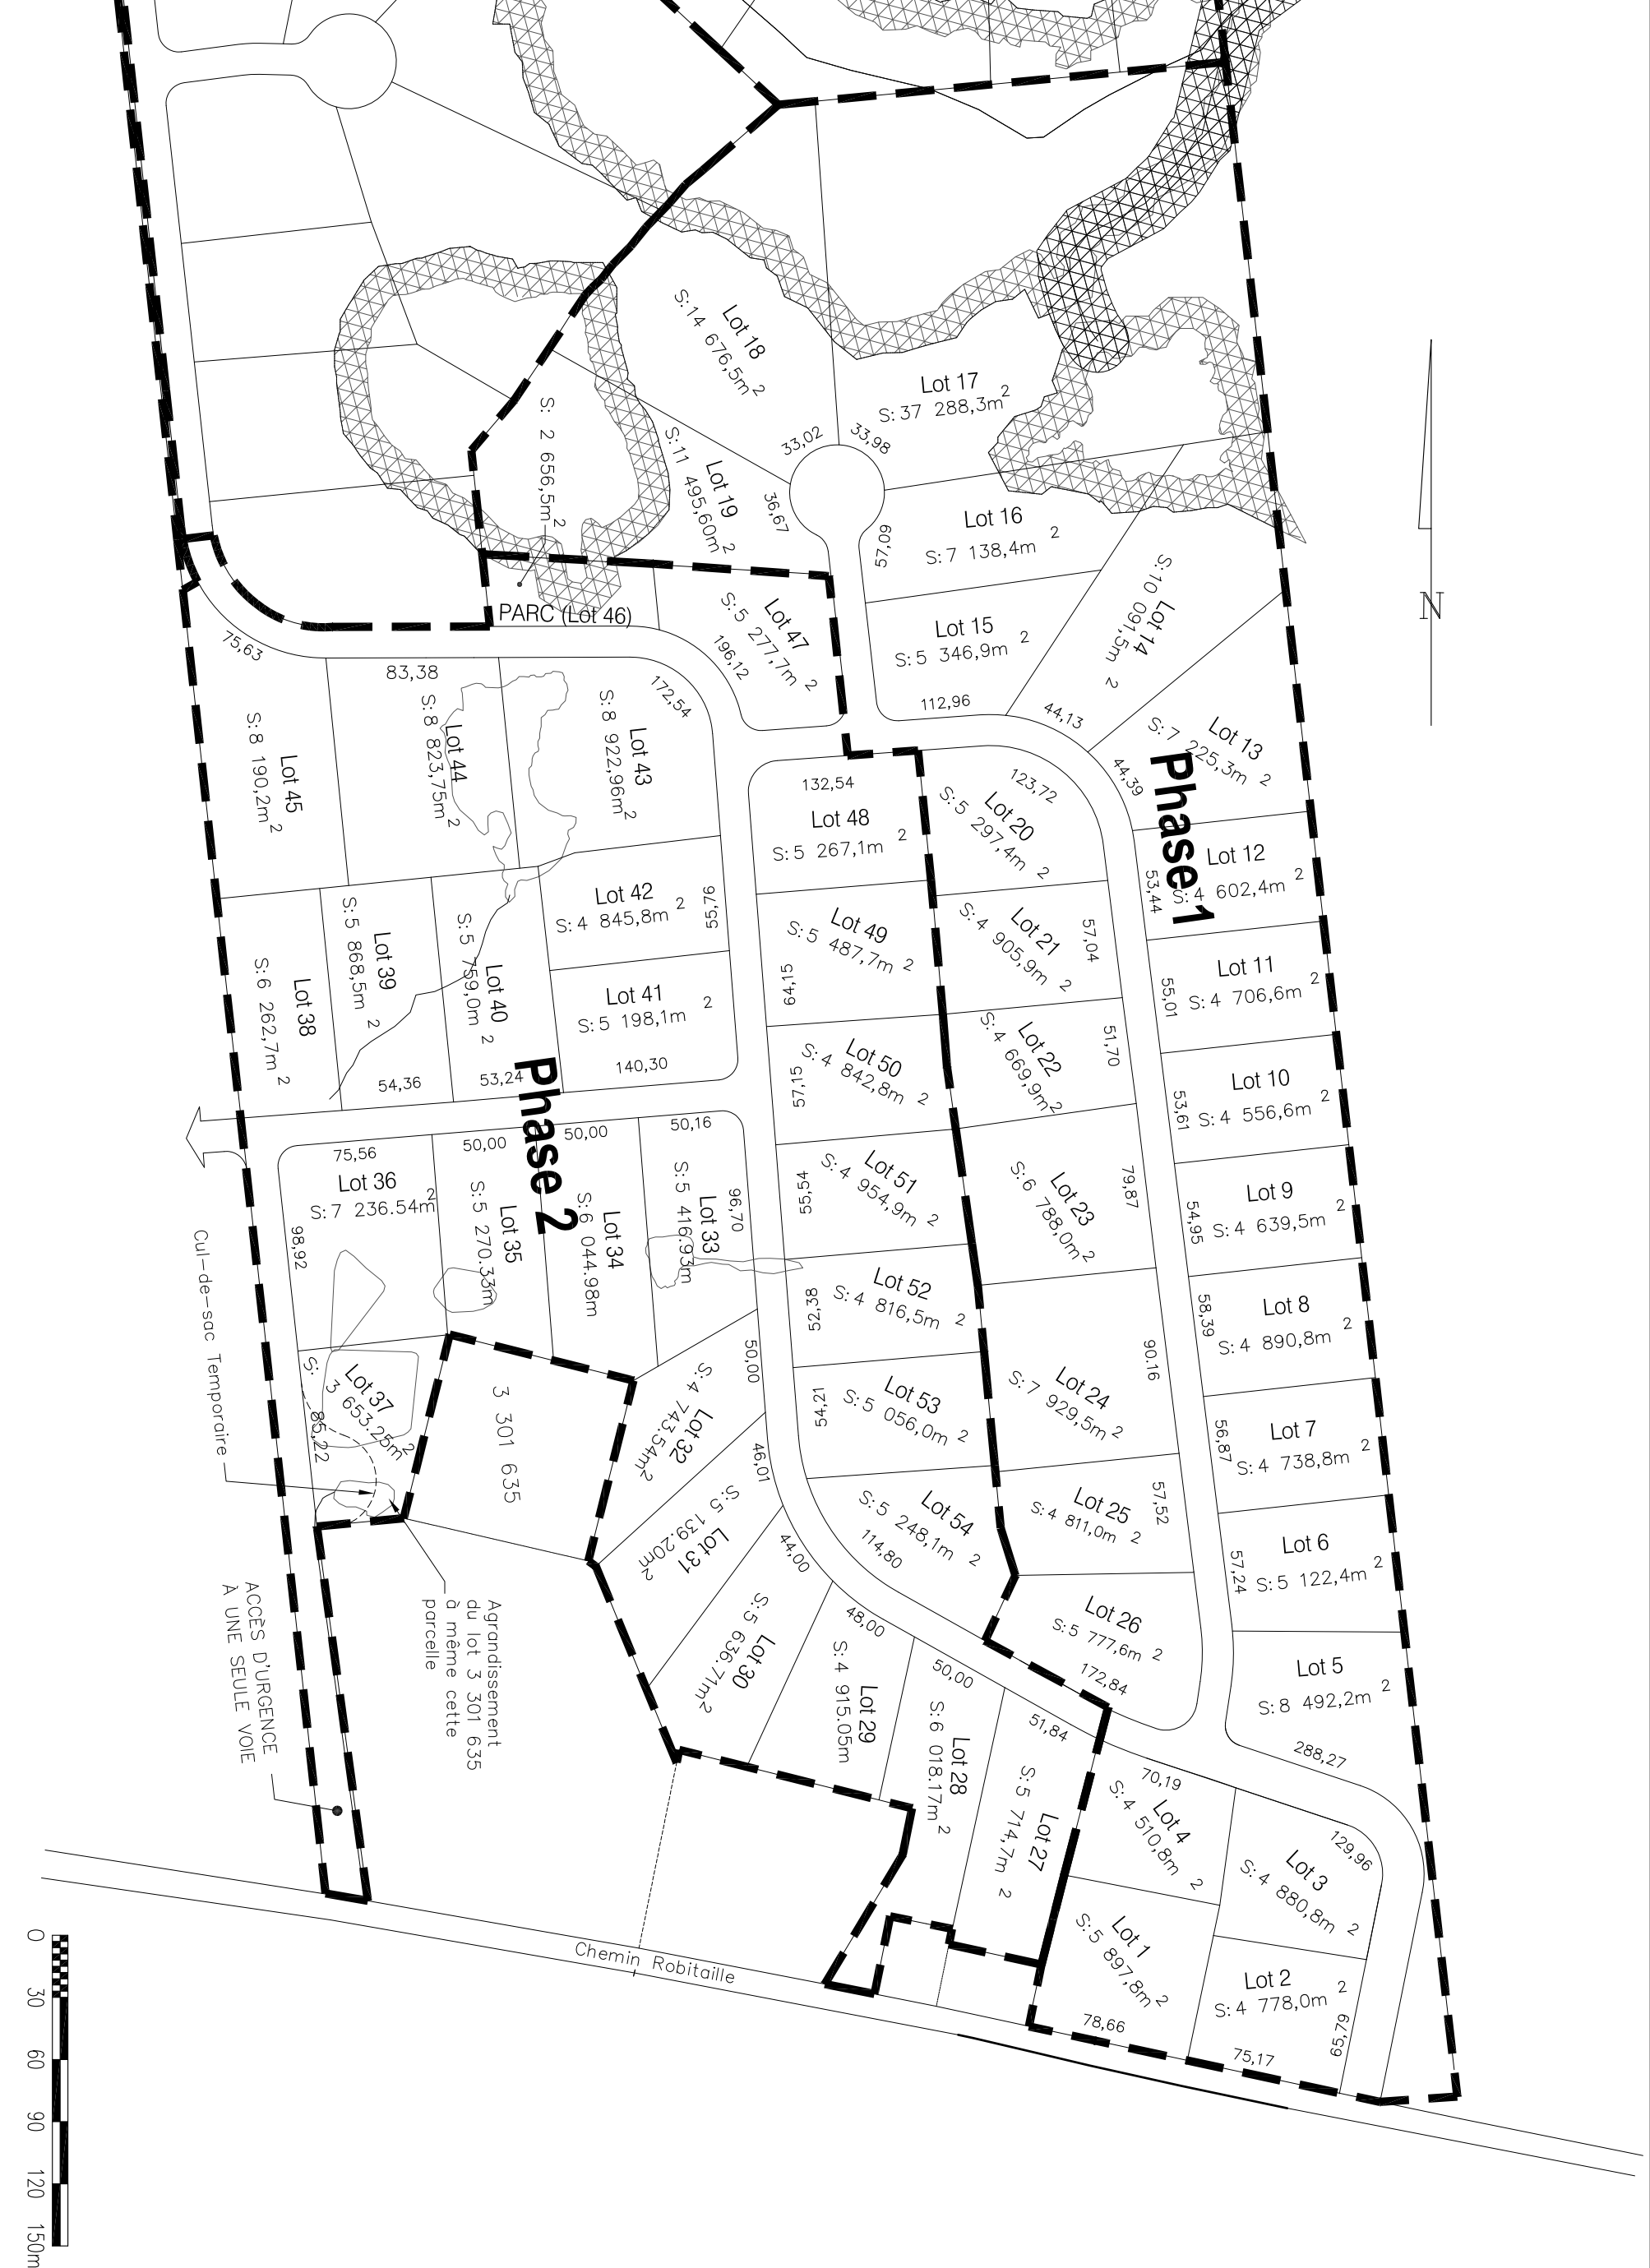 Lot 18
S:14 676,5m 2
Lot 17
S:37 288,3m 2
33,02
33,98
S: 2 656,5m 2
Lot 19
S:11 495,60m 2
36,67
Lot 16
S:7 138,4m 2
57,09
Lot 14
S:10 091,5m 2
PARC (Lot 46)
Lot 47
S:5 277,7m 2
196,12
Lot 15
S:5 346,9m 2
112,96
44,13
Lot 13
S:7 225,3m 2
44,39
N
75,63
83,38
172,54
Lot 45
S:8 190,2m 2
Lot 44
S:8 823,75m 2
Lot 43
S:8 922,96m 2
132,54
Lot 48
S:5 267,1m 2
123,72
Lot 20
S:5 297,4m 2
Phase 1
Lot 12
S:4 602,4m 2
53,44
Lot 42
S:4 845,8m 2
55,76
Lot 49
S:5 487,7m 2
64,15
Lot 21
S:4 905,9m 2
57,04
Lot 11
S:4 706,6m 2
55,01
Lot 38
S:6 262,7m 2
Lot 39
S:5 868,5m 2
Lot 40
S:5 759,0m 2
Lot 41
S:5 198,1m 2
54,36
53,24
140,30
Lot 50
S:4 842,8m 2
57,15
Lot 22
S:4 669,9m 2
51,70
Lot 10
S:4 556,6m 2
53,61
Phase 2
75,56
50,00
50,00
50,16
Lot 36
S:7 236.54m 2
98,92
Lot 35
S:5 270.33m
Lot 34
S:6 044.98m
Lot 33
S:5 416.93m
96,70
Lot 51
S:4 954,9m 2
55,54
Lot 23
S:6 788,0m 2
79,87
Lot 9
S:4 639,5m 2
54,95
Lot 52
S:4 816,5m 2
52,38
Lot 8
S:4 890,8m 2
58,39
Cul-de-sac Temporaire
Lot 37
S: 3 653.25m 2
85,22
3 301 635
Lot 32
S:4 743.54m 2
50,00
Lot 53
S:5 056,0m 2
54,21
Lot 24
S:7 929,5m 2
90.16
Lot 7
S:4 738,8m 2
56,87
Lot 31
S:5 139.20m 2
46,01
Lot 54
S:5 248,1m 2
114,80
Lot 25
S:4 811,0m 2
57,52
Lot 6
S:5 122,4m 2
57,24
Lot 30
S:5 636.71m 2
44,00
Lot 26
S:5 777,6m 2
172,84
Lot 5
S:8 492,2m 2
288,27
Agrandissement
du lot 3 301 635
à même cette
parcelle
ACCÈS D'URGENCE
À UNE SEULE VOIE
Lot 29
S:4 915.05m
48,00
Lot 28
S:6 018.17m 2
50,00
Lot 27
S:5 714,7m 2
51,84
70,19
Lot 4
S:4 510,8m 2
129,96
Lot 3
S:4 880,8m 2
Lot 1
S:5 897,8m 2
78,66
Lot 2
S:4 778,0m 2
65,79
75,17
Chemin Robitaille
0 30 60 90 120 150m